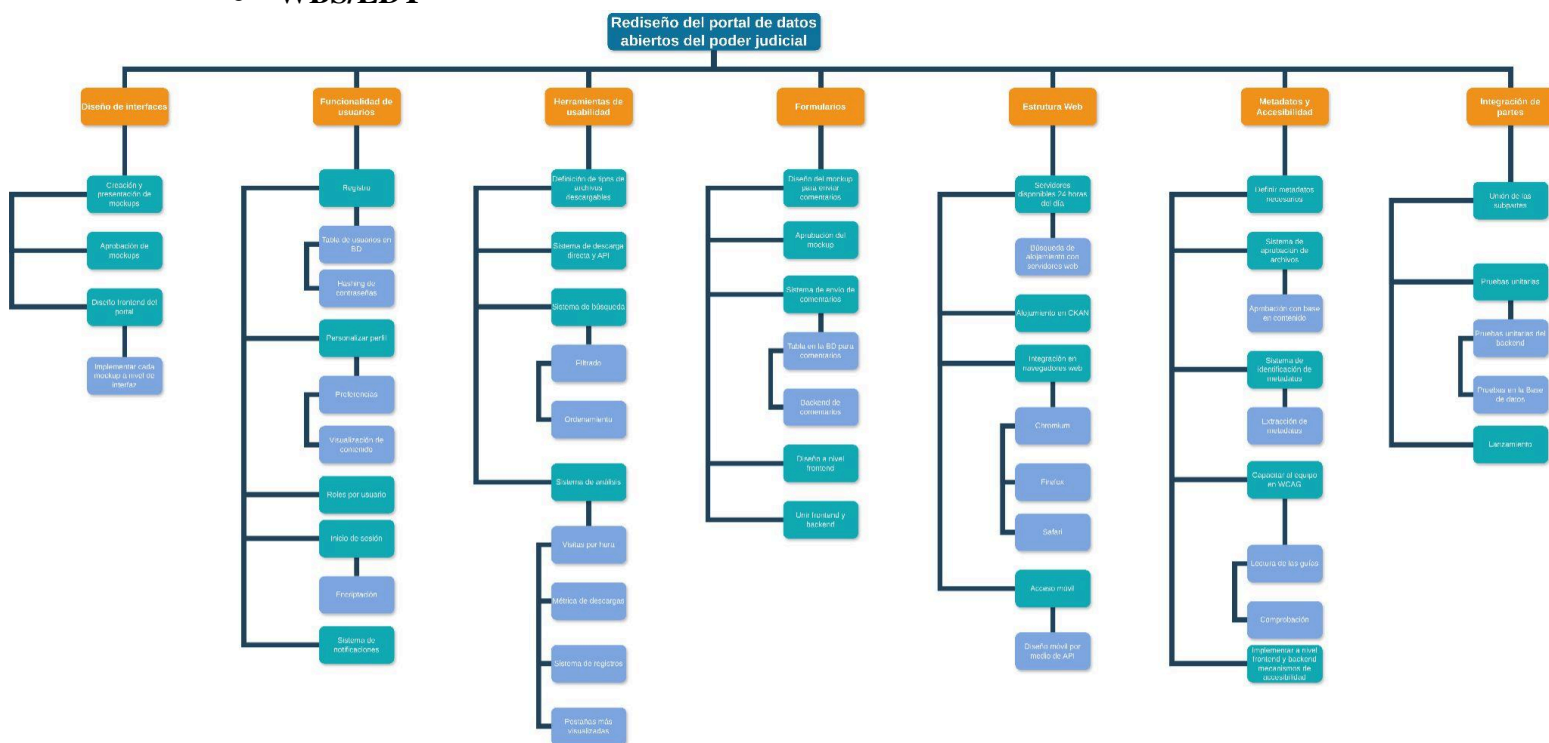 WBS/EDT
Rediseño del portal de datos
abiertos del poder judicial
Diseño de interfaces
Creación y
presentación de
mockups
Aprobación de
mockups
Diseño frontend del
portal
Implementar cada
mockup a nivel de
interfaz
Funcionalidad de
usuarios
Registro
Tabla de usuarios en
BD
Hashing de
contraseñas
Personalizar perfil
Preferencias
Visualización de
contenido
Roles por usuario
Inicio de sesión
Encriptación
Sistema de
notificaciones
Herramientas de
usabilidad
Definición de tipos de
archivos
descargables
Sistema de descarga
directa y API
Sistema de búsqueda
Filtrado
Ordenamiento
Sistema de análisis
Visitas por hora
Métrica de descargas
Sistema de registros
Pestañas más
visualizadas
Formularios
Diseño del mockup
para enviar
comentarios
Aprobación del
mockup
Sistema de envío de
comentarios
Tabla en la BD para
comentarios
Backend de
comentarios
Diseño a nivel
frontend
Unir frontend y
backend
Estrutura Web
Servidores
disponibles 24 horas
del día
Búsqueda de
alojamiento con
servidores web
Alojamiento en CKAN
Integración en
navegadores web
Chromium
Firefox
Safari
Acceso móvil
Diseño móvil por
medio de API
Metadatos y
Accesibilidad
Definir metadatos
necesarios
Sistema de
aprobación de
archivos
Aprobación con base
en contenido
Sistema de
identificación de
metadatos
Extracción de
metadatos
Capacitar al equipo
en WCAG
Lectura de las guías
Comprobación
Implementar a nivel
frontend y backend
mecanismos de
accesibilidad
Integración de
partes
Unión de las
subpartes
Pruebas unitarias
Pruebas unitarias del
backend
Pruebas en la Base
de datos
Lanzamiento